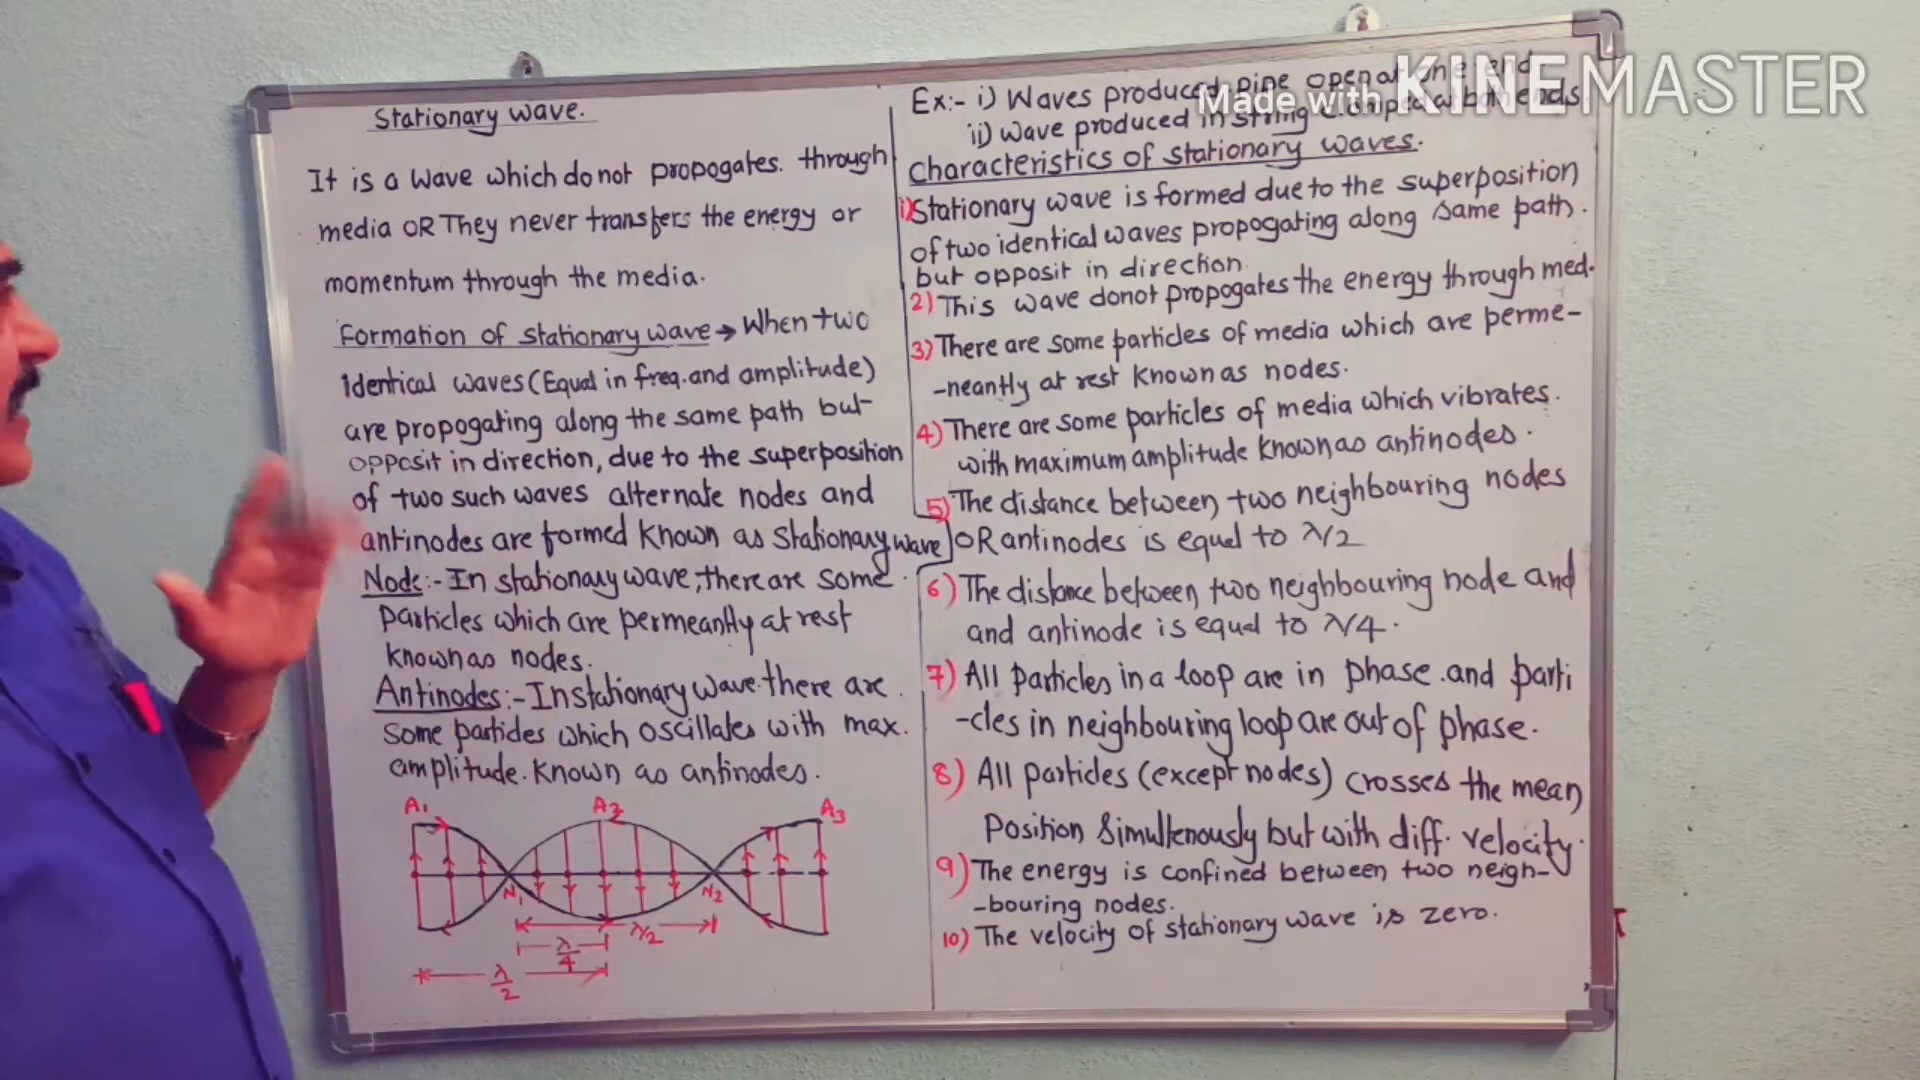 Stationary wave.
It is a wave which do not propogates. through
media OR They never transfers the energy or
momentum through the media.
Formation of stationary wave → When two
identical waves (Equal in freq. and amplitude)
are propogating along the same path but
opposit in direction, due to the superposition
of two such waves alternate nodes and
antinodes are formed known as stationary wave
Node:- In stationary wave, there are some
particles which are permeantly at rest
known as nodes.
Antinodes:- In stationary wave there are
some particles which oscillates with max.
amplitude. known as antinodes.
A1 A2 A3
N1 N2
λ/2
λ/4
λ/2
Ex:- i) Waves produced pipe open at one end
ii) Wave produced in string clamped both ends.
Characteristics of stationary waves.
1) Stationary wave is formed due to the superposition
of two identical waves propogating along same path.
but opposit in direction.
2) This wave donot propogates the energy through med.
3) There are some particles of media which are perme-
-neantly at rest known as nodes.
4) There are some particles of media which vibrates.
with maximum amplitude known as antinodes.
5) The distance between two neighbouring nodes
OR antinodes is equal to λ/2
6) The distance between two neighbouring node and
and antinode is equal to λ/4.
7) All particles in a loop are in phase. and parti
-cles in neighbouring loop are out of phase.
8) All particles (except nodes) crosses the mean
position simultenously but with diff. velocity.
9) The energy is confined between two neigh-
-bouring nodes.
10) The velocity of stationary wave is zero.
Made with KINEMASTER